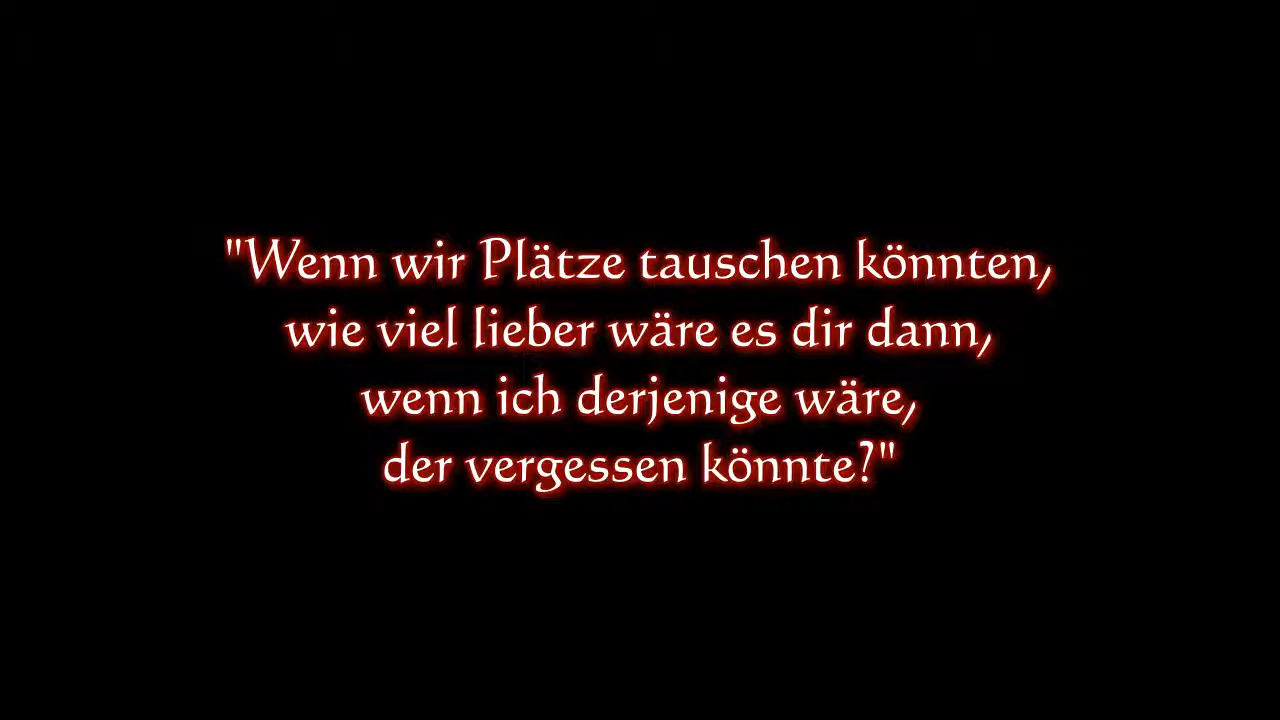 "Wenn wir Plätze tauschen könnten,
wie viel lieber wäre es dir dann,
wenn ich derjenige wäre,
der vergessen könnte?"